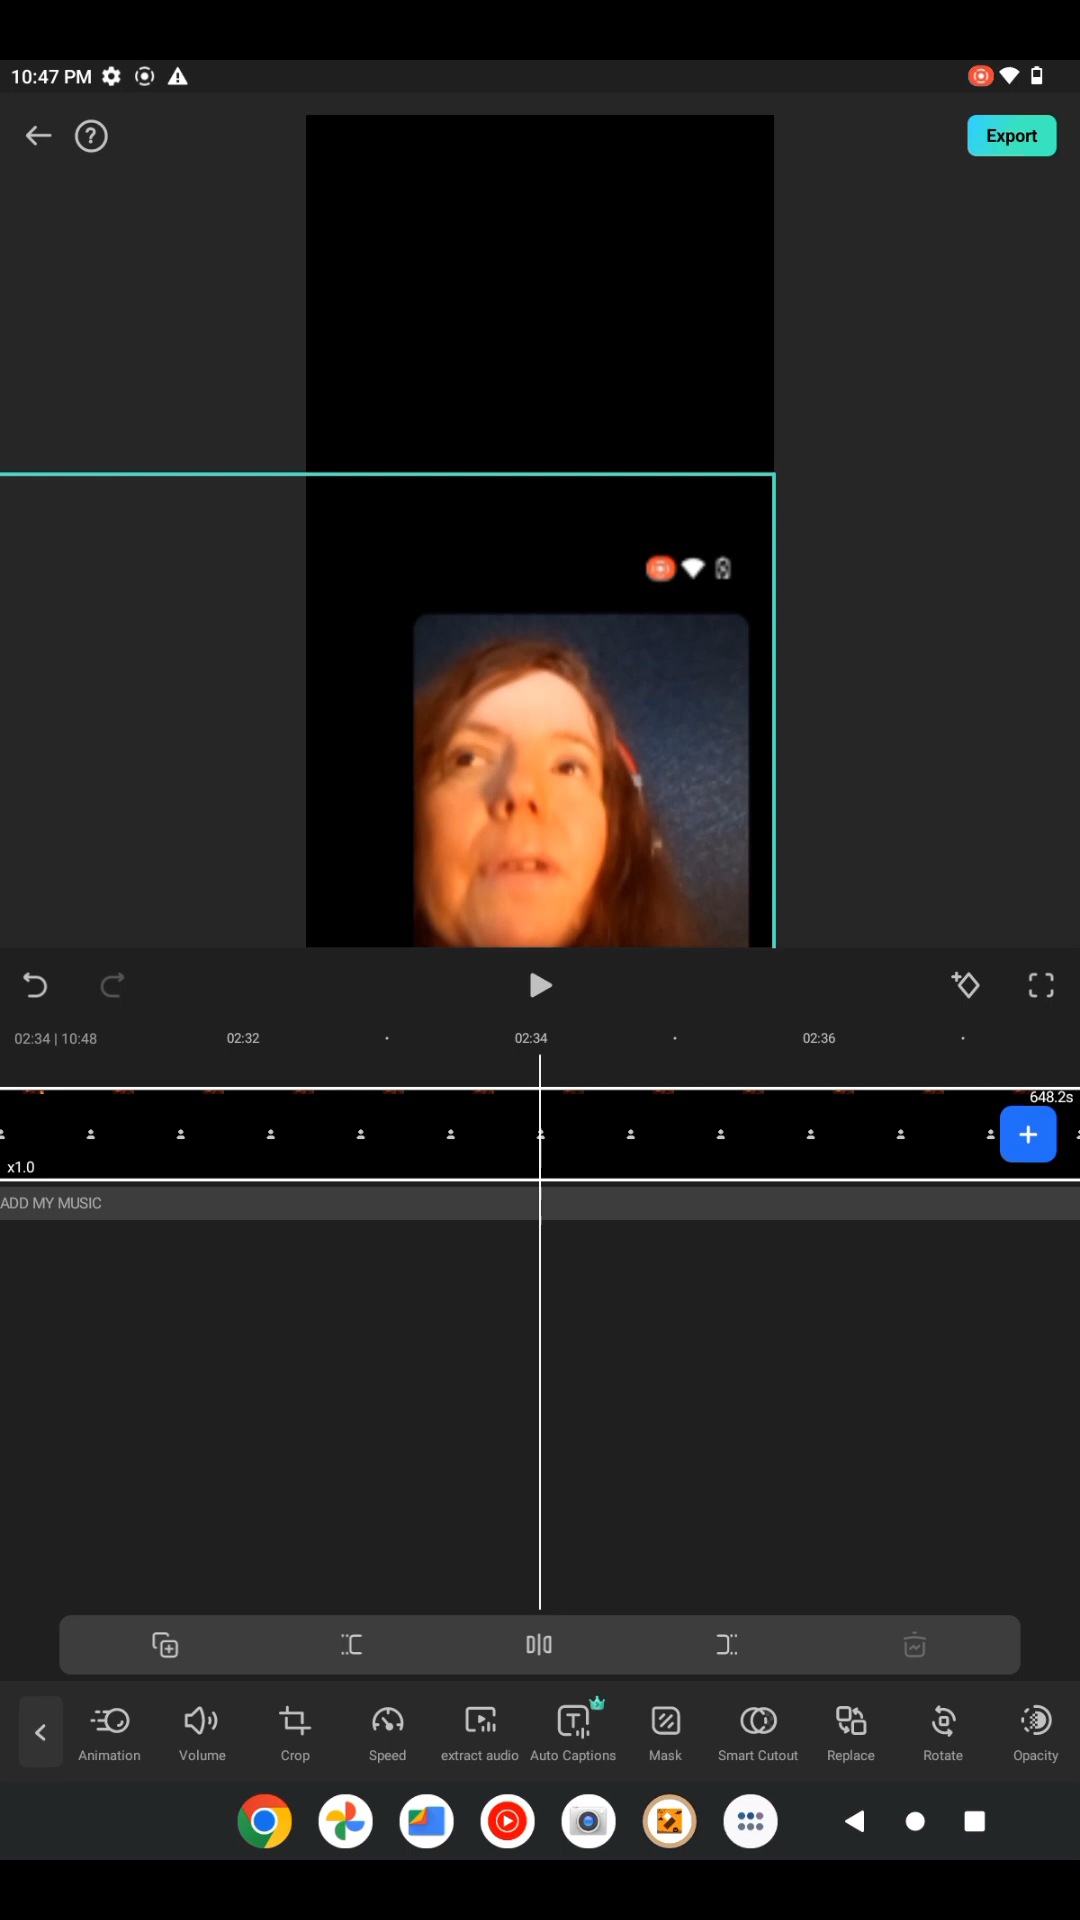 10:47 PM
Export
02:34 | 10:48
02:32
02:34
02:36
648.2s
x1.0
ADD MY MUSIC
Animation
Volume
Crop
Speed
extract audio
Auto Captions
Mask
Smart Cutout
Replace
Rotate
Opacity